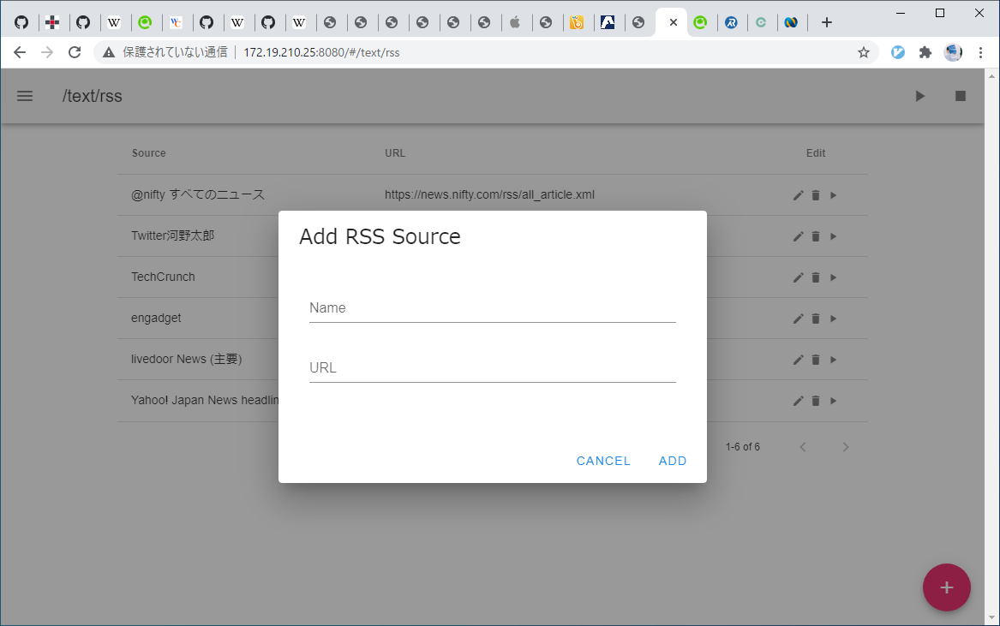 保護されていない通信 | 172.19.210.25:8080/#/text/rss
/text/rss
Source URL Edit
@nifty すべてのニュース https://news.nifty.com/rss/all_article.xml
Twitter河野太郎
TechCrunch
engadget
livedoor News (主要)
Yahoo! Japan News headlin
Add RSS Source
Name
URL
CANCEL ADD
1-6 of 6